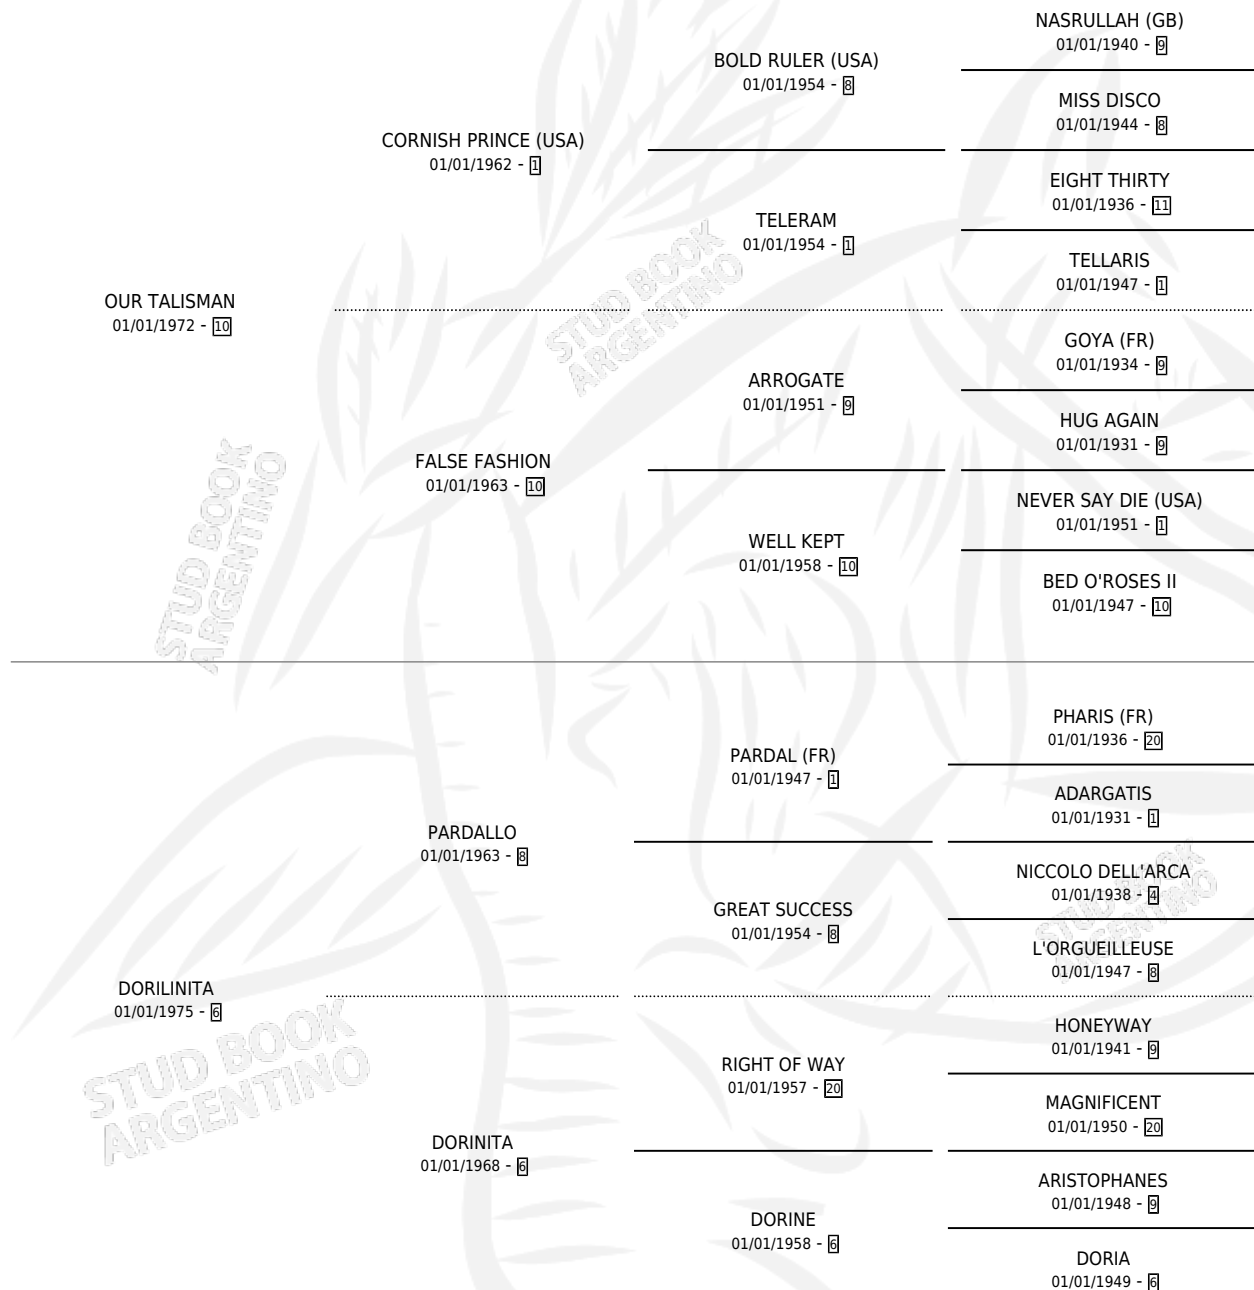 NASRULLAH (GB)
01/01/1940 - 9
BOLD RULER (USA)
01/01/1954 - 8
MISS DISCO
01/01/1944 - 8
CORNISH PRINCE (USA)
01/01/1962 - 1
EIGHT THIRTY
01/01/1936 - 11
TELERAM
01/01/1954 - 1
TELLARIS
01/01/1947 - 1
OUR TALISMAN
01/01/1972 - 10
GOYA (FR)
01/01/1934 - 9
ARROGATE
01/01/1951 - 9
HUG AGAIN
01/01/1931 - 9
FALSE FASHION
01/01/1963 - 10
NEVER SAY DIE (USA)
01/01/1951 - 1
WELL KEPT
01/01/1958 - 10
BED O'ROSES II
01/01/1947 - 10
PHARIS (FR)
01/01/1936 - 20
PARDAL (FR)
01/01/1947 - 1
ADARGATIS
01/01/1931 - 1
PARDALLO
01/01/1963 - 8
NICCOLO DELL'ARCA
01/01/1938 - 4
GREAT SUCCESS
01/01/1954 - 8
L'ORGUEILLEUSE
01/01/1947 - 8
DORILINITA
01/01/1975 - 6
HONEYWAY
01/01/1941 - 9
RIGHT OF WAY
01/01/1957 - 20
MAGNIFICENT
01/01/1950 - 20
DORINITA
01/01/1968 - 6
ARISTOPHANES
01/01/1948 - 9
DORINE
01/01/1958 - 6
DORIA
01/01/1949 - 6
STUD BOOK
ARGENTINO
STUD BOOK
ARGENTINO
STUD BOOK
ARGENTINO
STUD BOOK
ARGENTINO